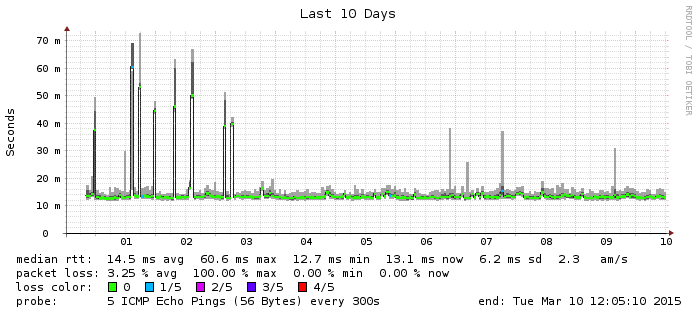 Last 10 Days
RRDTOOL / TOBI OETIKER
Seconds
70 m
60 m
50 m
40 m
30 m
20 m
10 m
0
01 02 03 04 05 06 07 08 09 10
median rtt: 14.5 ms avg 60.6 ms max 12.7 ms min 13.1 ms now 6.2 ms sd 2.3 am/s
packet loss: 3.25 % avg 100.00 % max 0.00 % min 0.00 % now
loss color: 0 1/5 2/5 3/5 4/5
probe: 5 ICMP Echo Pings (56 Bytes) every 300s end: Tue Mar 10 12:05:10 2015